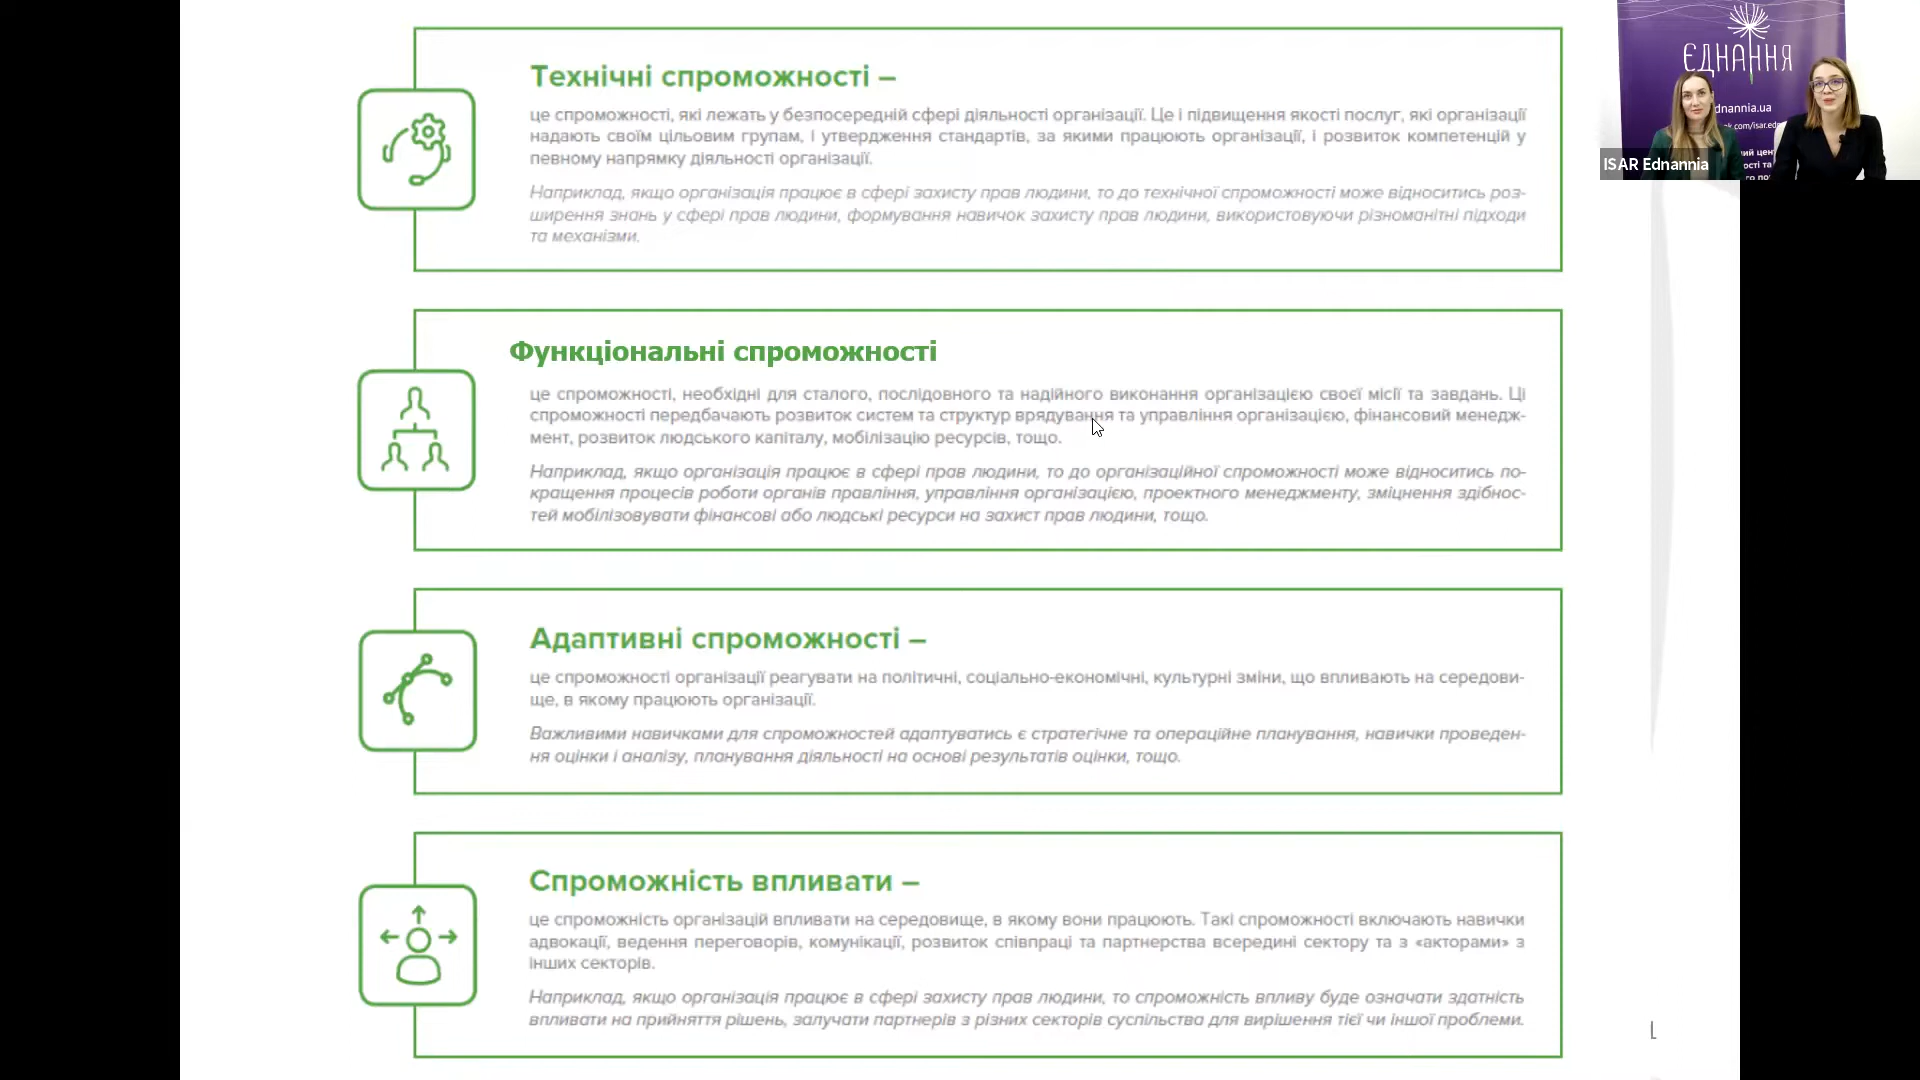 Технічні спроможності –
це спроможності, які лежать у безпосередній сфері діяльності організації. Це і підвищення якості послуг, які організації
надають своїм цільовим групам, і утвердження стандартів, за якими працюють організації, і розвиток компетенцій у
певному напрямку діяльності організації.
Наприклад, якщо організація працює в сфері захисту прав людини, то до технічної спроможності може відноситись роз-
ширення знань у сфері прав людини, формування навичок захисту прав людини, використовуючи різноманітні підходи
та механізми.
Функціональні спроможності
це спроможності, необхідні для сталого, послідовного та надійного виконання організацією своєї місії та завдань. Ці
спроможності передбачають розвиток систем та структур врядування та управління організацією, фінансовий менедж-
мент, розвиток людського капіталу, мобілізацію ресурсів, тощо.
Наприклад, якщо організація працює в сфері прав людини, то до організаційної спроможності може відноситись по-
кращення процесів роботи органів правління, управління організацією, проектного менеджменту, зміцнення здібнос-
тей мобілізовувати фінансові або людські ресурси на захист прав людини, тощо.
Адаптивні спроможності –
це спроможності організації реагувати на політичні, соціально-економічні, культурні зміни, що впливають на середови-
ще, в якому працюють організації.
Важливими навичками для спроможностей адаптуватись є стратегічне та операційне планування, навички проведен-
ня оцінки і аналізу, планування діяльності на основі результатів оцінки, тощо.
Спроможність впливати –
це спроможність організацій впливати на середовище, в якому вони працюють. Такі спроможності включають навички
адвокації, ведення переговорів, комунікації, розвиток співпраці та партнерства всередині сектору та з «акторами» з
інших секторів.
Наприклад, якщо організація працює в сфері захисту прав людини, то спроможність впливу буде означати здатність
впливати на прийняття рішень, залучати партнерів з різних секторів суспільства для вирішення тієї чи іншої проблеми.
ЄДНАННЯ
dnannia.ua
ISAR Ednannia